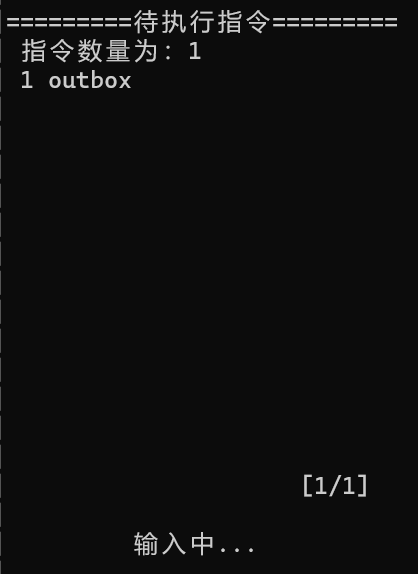 =========待执行指令=========
指令数量为：1
1 outbox
[1/1]
输入中...